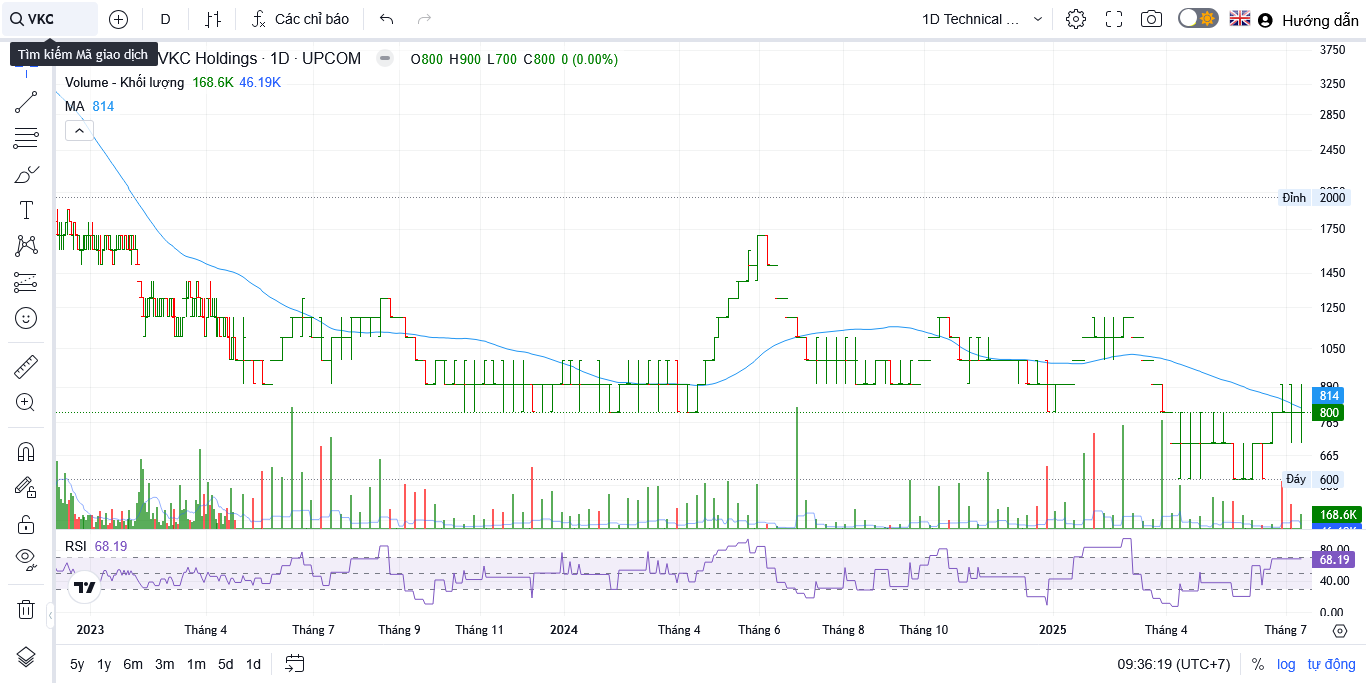 VKC D Các chỉ báo 1D Technical ... Hướng dẫn
Tìm kiếm Mã giao dịch
VKC Holdings · 1D · UPCOM O800 H900 L700 C800 0 (0.00%)
Volume - Khối lượng 168.6K 46.19K
MA 814
3750
3250
2850
2450
Đỉnh 2000
1750
1450
1250
1050
890
814
800
765
665
Đáy 600
168.6K
RSI 68.19
80.00
68.19
40.00
0.00
2023 Tháng 4 Tháng 7 Tháng 9 Tháng 11 2024 Tháng 4 Tháng 6 Tháng 8 Tháng 10 2025 Tháng 4 Tháng 7
5y 1y 6m 3m 1m 5d 1d 09:36:19 (UTC+7) % log tự động